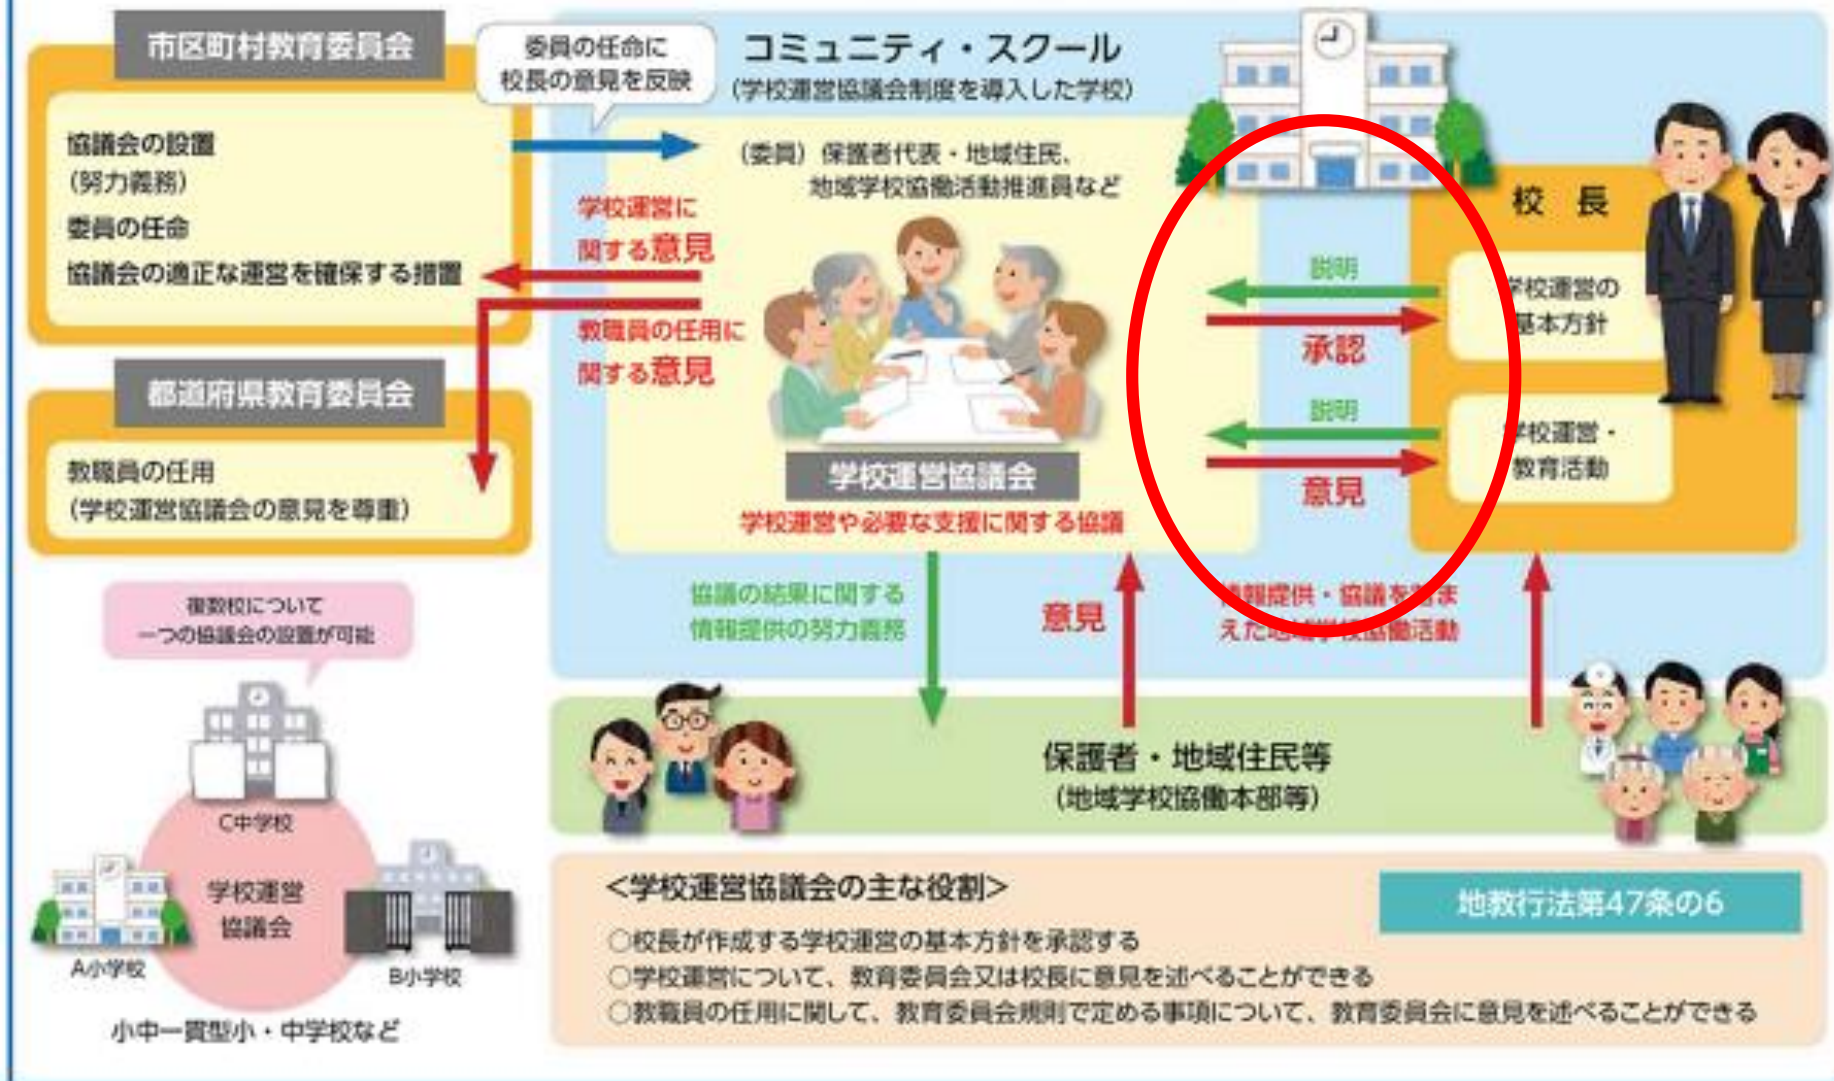 市区町村教育委員会
協議会の設置
(努力義務)
委員の任命
協議会の適正な運営を確保する措置
委員の任命に
校長の意見を反映
コミュニティ・スクール
(学校運営協議会制度を導入した学校)
(委員) 保護者代表・地域住民、
地域学校協働活動推進員など
学校運営に
関する意見
教職員の任用に
関する意見
都道府県教育委員会
教職員の任用
(学校運営協議会の意見を尊重)
学校運営協議会
学校運営や必要な支援に関する協議
校長
説明
承認
学校運営の
基本方針
説明
意見
学校運営・
教育活動
協議の結果に関する
情報提供の努力義務
意見
情報提供・協議を踏ま
えた地域学校協働活動
保護者・地域住民等
(地域学校協働本部等)
複数校について
一つの協議会の設置が可能
C中学校
学校運営
協議会
A小学校
B小学校
小中一貫型小・中学校など
<学校運営協議会の主な役割>
地教行法第47条の6
○校長が作成する学校運営の基本方針を承認する
○学校運営について、教育委員会又は校長に意見を述べることができる
○教職員の任用に関して、教育委員会規則で定める事項について、教育委員会に意見を述べることができる